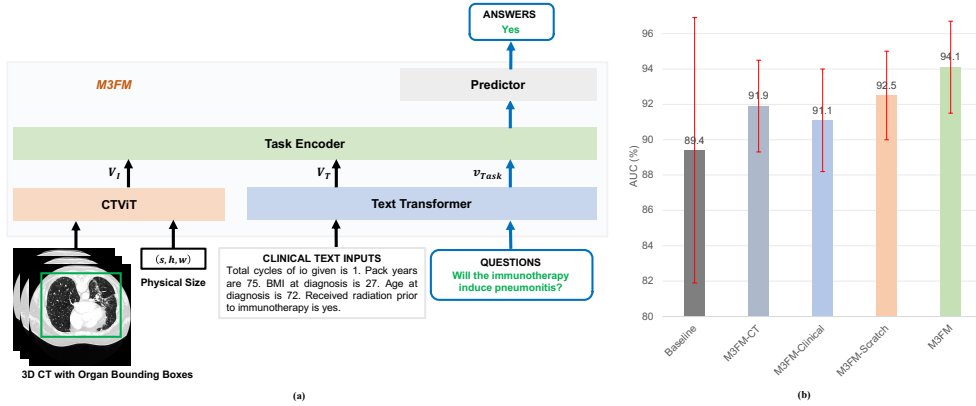 ANSWERS
Yes
M3FM
Predictor
Task Encoder
V_I
V_T
v_Task
CTViT
Text Transformer
(s, h, w)
Physical Size
CLINICAL TEXT INPUTS
Total cycles of io given is 1. Pack years
are 75. BMI at diagnosis is 27. Age at
diagnosis is 72. Received radiation prior
to immunotherapy is yes.
QUESTIONS
Will the immunotherapy
induce pneumonitis?
3D CT with Organ Bounding Boxes
(a)
AUC (%)
96
94
92
90
88
86
84
82
80
89.4
91.9
91.1
92.5
94.1
Baseline
M3FM-CT
M3FM-Clinical
M3FM-Scratch
M3FM
(b)